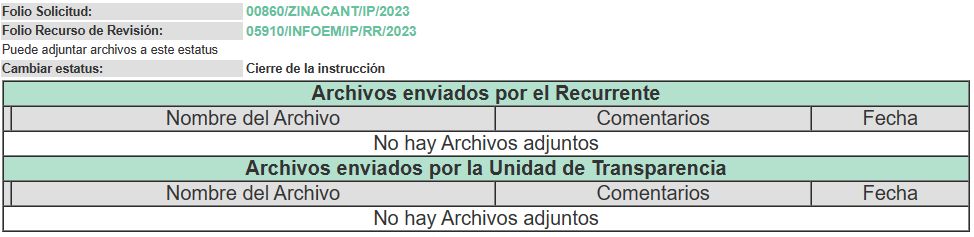 Folio Solicitud: 00860/ZINACANT/IP/2023
Folio Recurso de Revisión: 05910/INFOEM/IP/RR/2023
Puede adjuntar archivos a este estatus
Cambiar estatus: Cierre de la instrucción
Archivos enviados por el Recurrente
Nombre del Archivo Comentarios Fecha
No hay Archivos adjuntos
Archivos enviados por la Unidad de Transparencia
Nombre del Archivo Comentarios Fecha
No hay Archivos adjuntos